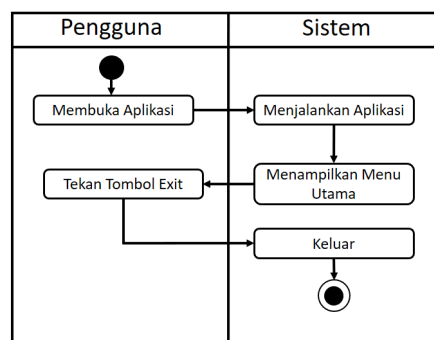 Pengguna
Sistem
Membuka Aplikasi
Menjalankan Aplikasi
Menampilkan Menu
Utama
Tekan Tombol Exit
Keluar